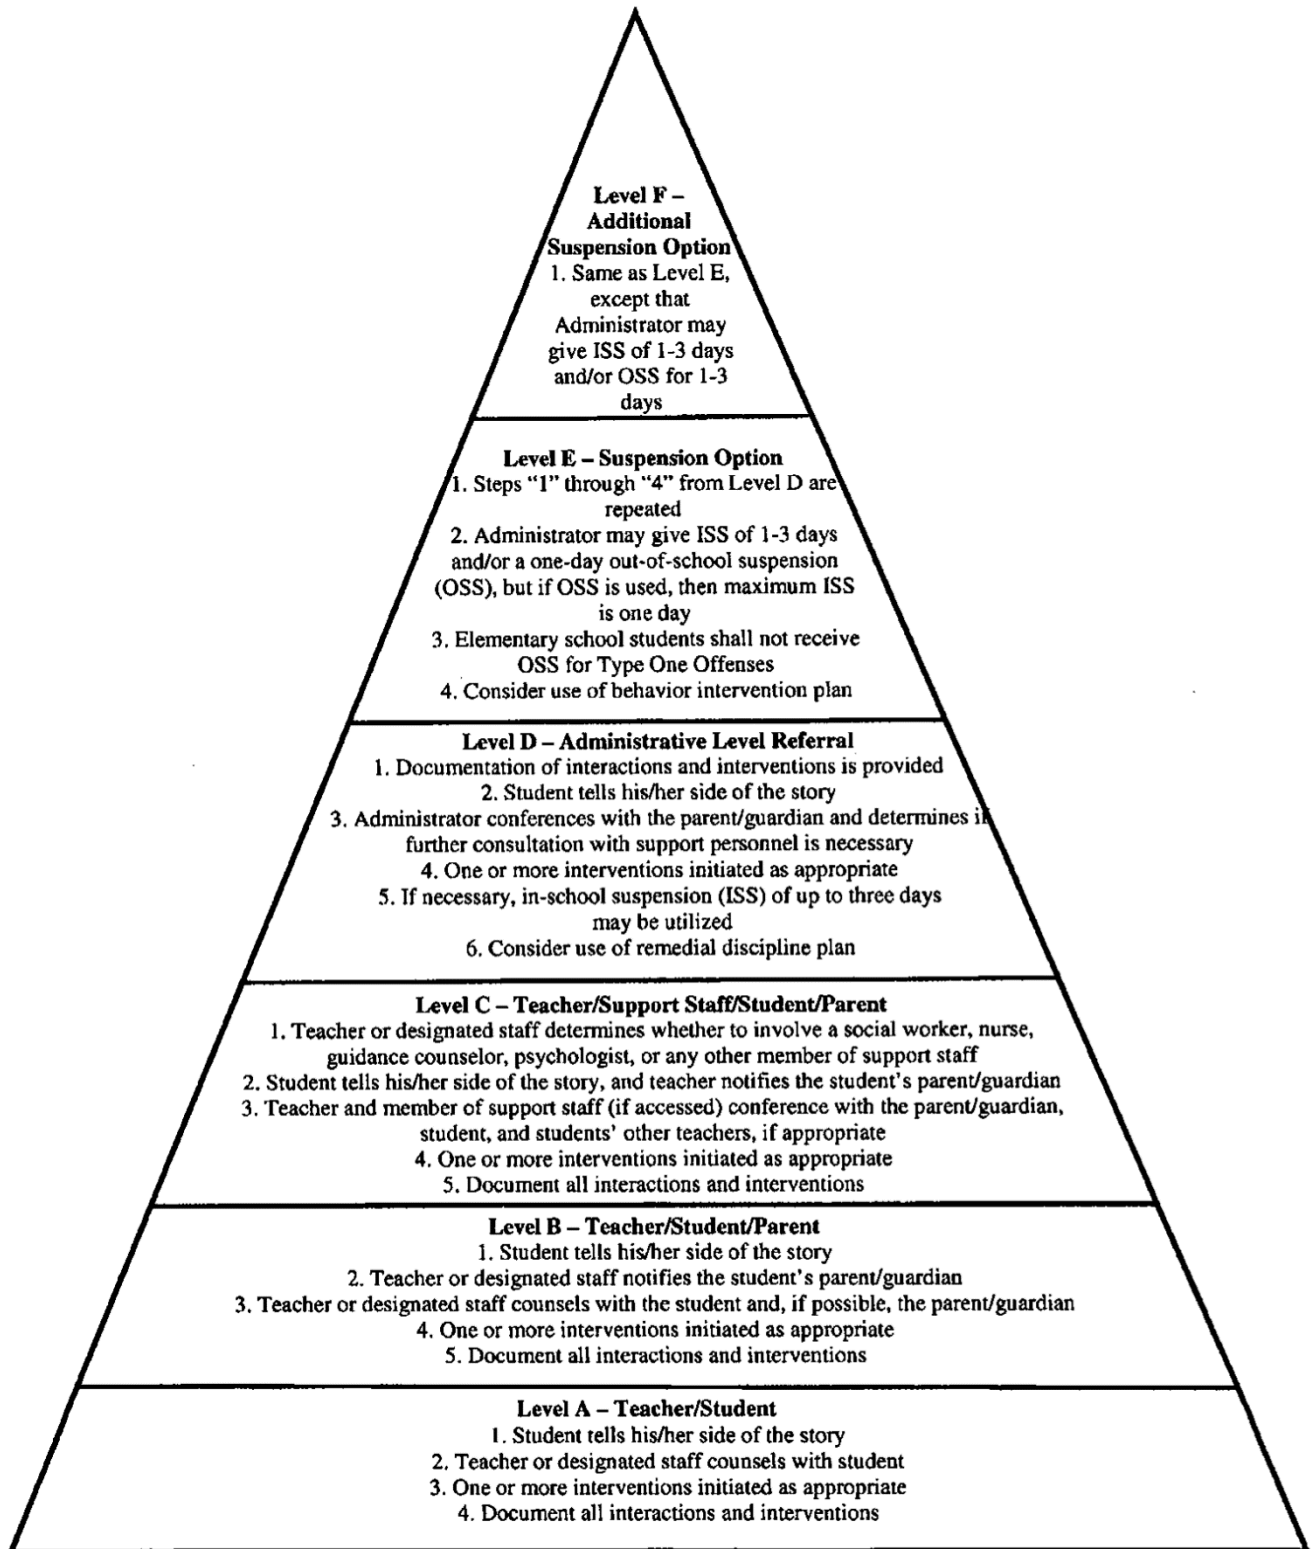 Level F –
Additional
Suspension Option
1. Same as Level E,
except that
Administrator may
give ISS of 1-3 days
and/or OSS for 1-3
days
Level E – Suspension Option
1. Steps “1” through “4” from Level D are
repeated
2. Administrator may give ISS of 1-3 days
and/or a one-day out-of-school suspension
(OSS), but if OSS is used, then maximum ISS
is one day
3. Elementary school students shall not receive
OSS for Type One Offenses
4. Consider use of behavior intervention plan
Level D – Administrative Level Referral
1. Documentation of interactions and interventions is provided
2. Student tells his/her side of the story
3. Administrator conferences with the parent/guardian and determines if
further consultation with support personnel is necessary
4. One or more interventions initiated as appropriate
5. If necessary, in-school suspension (ISS) of up to three days
may be utilized
6. Consider use of remedial discipline plan
Level C – Teacher/Support Staff/Student/Parent
1. Teacher or designated staff determines whether to involve a social worker, nurse,
guidance counselor, psychologist, or any other member of support staff
2. Student tells his/her side of the story, and teacher notifies the student’s parent/guardian
3. Teacher and member of support staff (if accessed) conference with the parent/guardian,
student, and students’ other teachers, if appropriate
4. One or more interventions initiated as appropriate
5. Document all interactions and interventions
Level B – Teacher/Student/Parent
1. Student tells his/her side of the story
2. Teacher or designated staff notifies the student’s parent/guardian
3. Teacher or designated staff counsels with the student and, if possible, the parent/guardian
4. One or more interventions initiated as appropriate
5. Document all interactions and interventions
Level A – Teacher/Student
1. Student tells his/her side of the story
2. Teacher or designated staff counsels with student
3. One or more interventions initiated as appropriate
4. Document all interactions and interventions